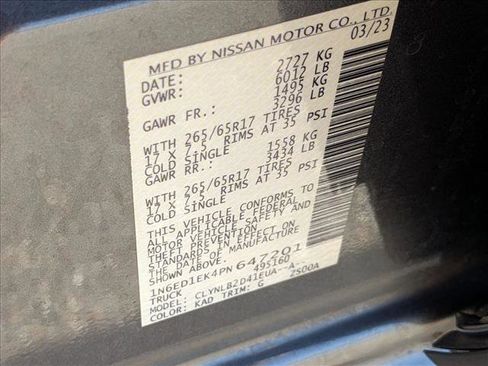 MFD BY NISSAN MOTOR CO., LTD.
DATE: 03/23
GVWR: 2727 KG
6012 LB
GAWR FR.: 1495 KG
3296 LB
WITH 265/65R17 TIRES
17 X 7.5 RIMS AT 35 PSI
COLD SINGLE
GAWR RR.: 1558 KG
3434 LB
WITH 265/65R17 TIRES
17 X 7.5 RIMS AT 35 PSI
COLD SINGLE
THIS VEHICLE CONFORMS TO
ALL APPLICABLE FEDERAL
MOTOR VEHICLE SAFETY AND
THEFT PREVENTION STANDARDS
IN EFFECT ON THE DATE OF MANUFACTURE
SHOWN ABOVE.
1N6ED1EK4PN647201
TRUCK 495160
MODEL: CLYNLB2D41EUA--A--
COLOR: KAD TRIM: G 2S00A